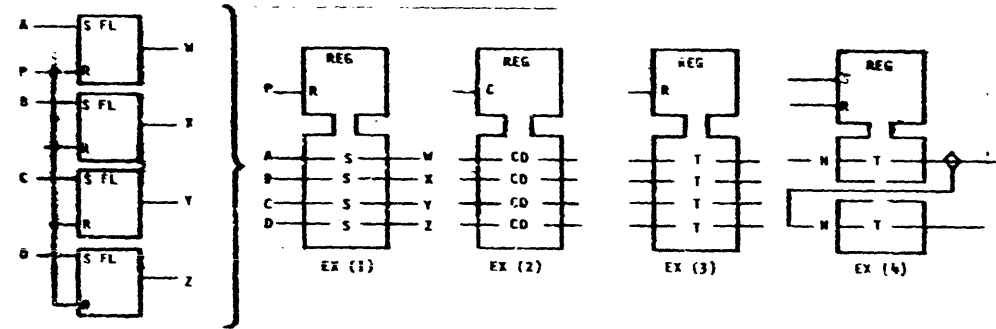 A S FL W
P R
B S FL X
R
C S FL Y
R
D S FL Z
REG
P R
A S W
B S X
C S Y
D S Z
EX (1)
REG
C
CD
CD
CD
CD
EX (2)
REG
R
T
T
T
T
EX (3)
REG
R
N T
N T
EX (4)